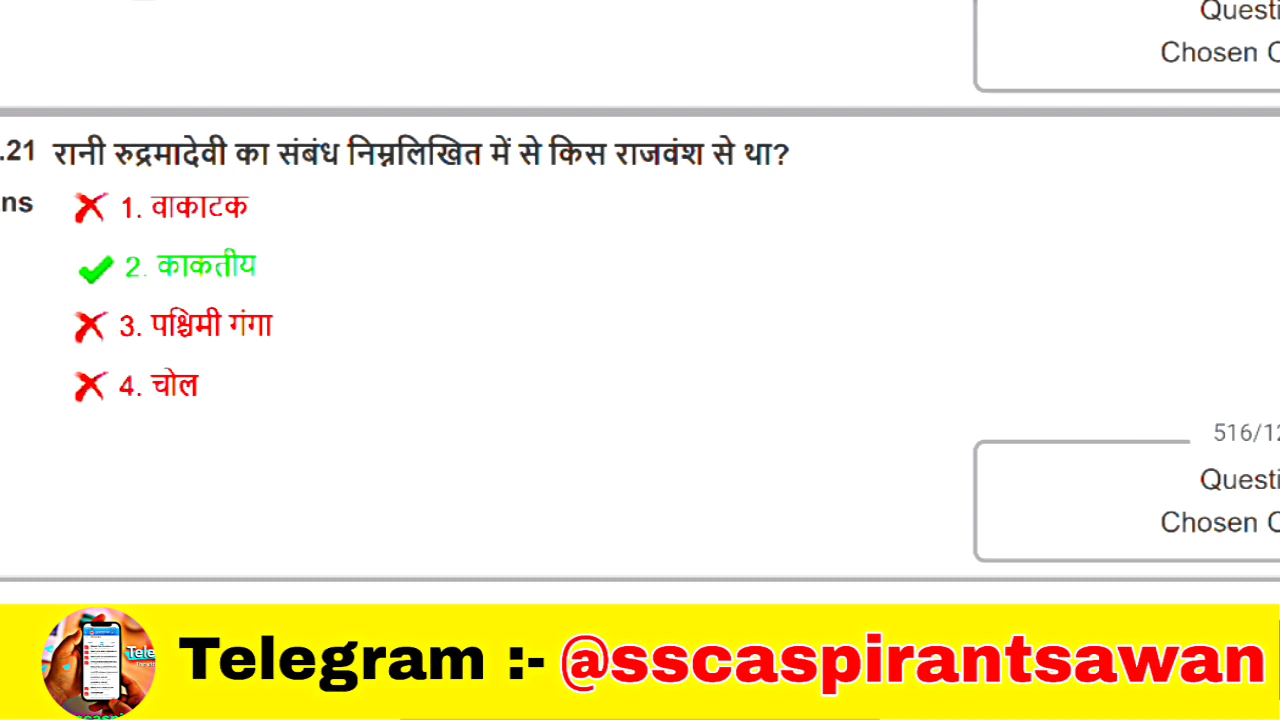 Questi
Chosen O
.21 रानी रुद्रमादेवी का संबंध निम्नलिखित में से किस राजवंश से था?
ns 1. वाकाटक
2. काकतीय
3. पश्चिमी गंगा
4. चोल
516/12
Questi
Chosen O
Telegram :- @sscaspirantsawan